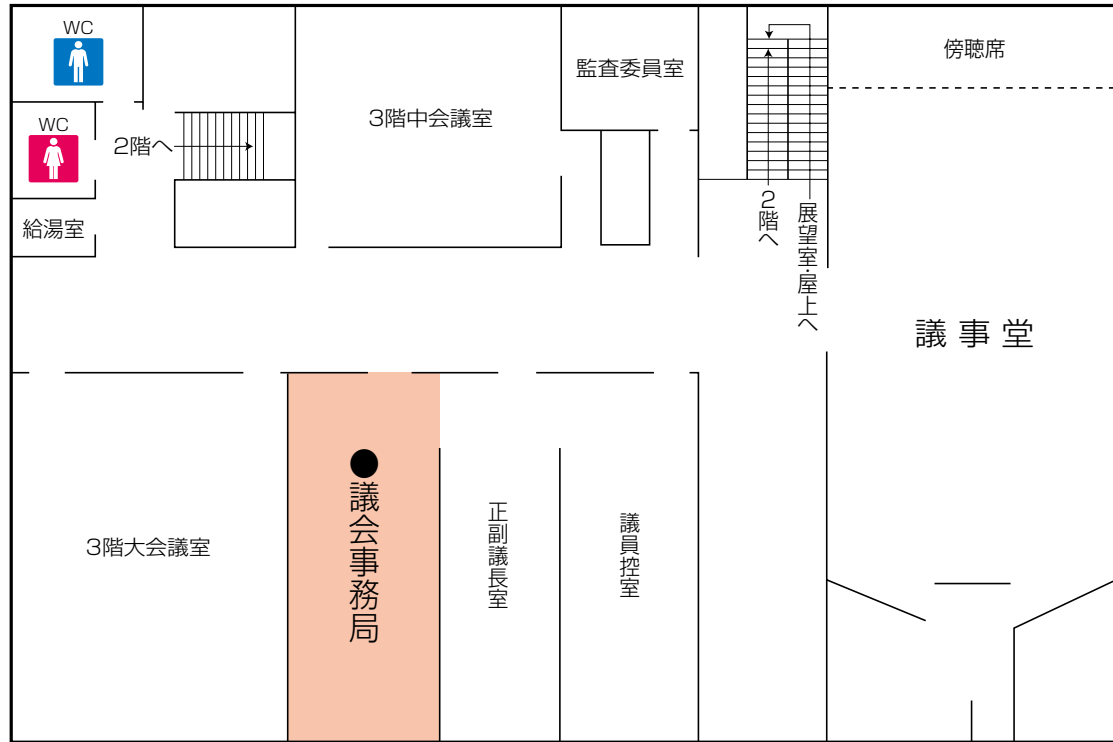 WC
監査委員室
傍聴席
3階中会議室
WC
2階へ
給湯室
2階へ
展望室・屋上へ
議事堂
3階大会議室
●議会事務局
正副議長室
議員控室